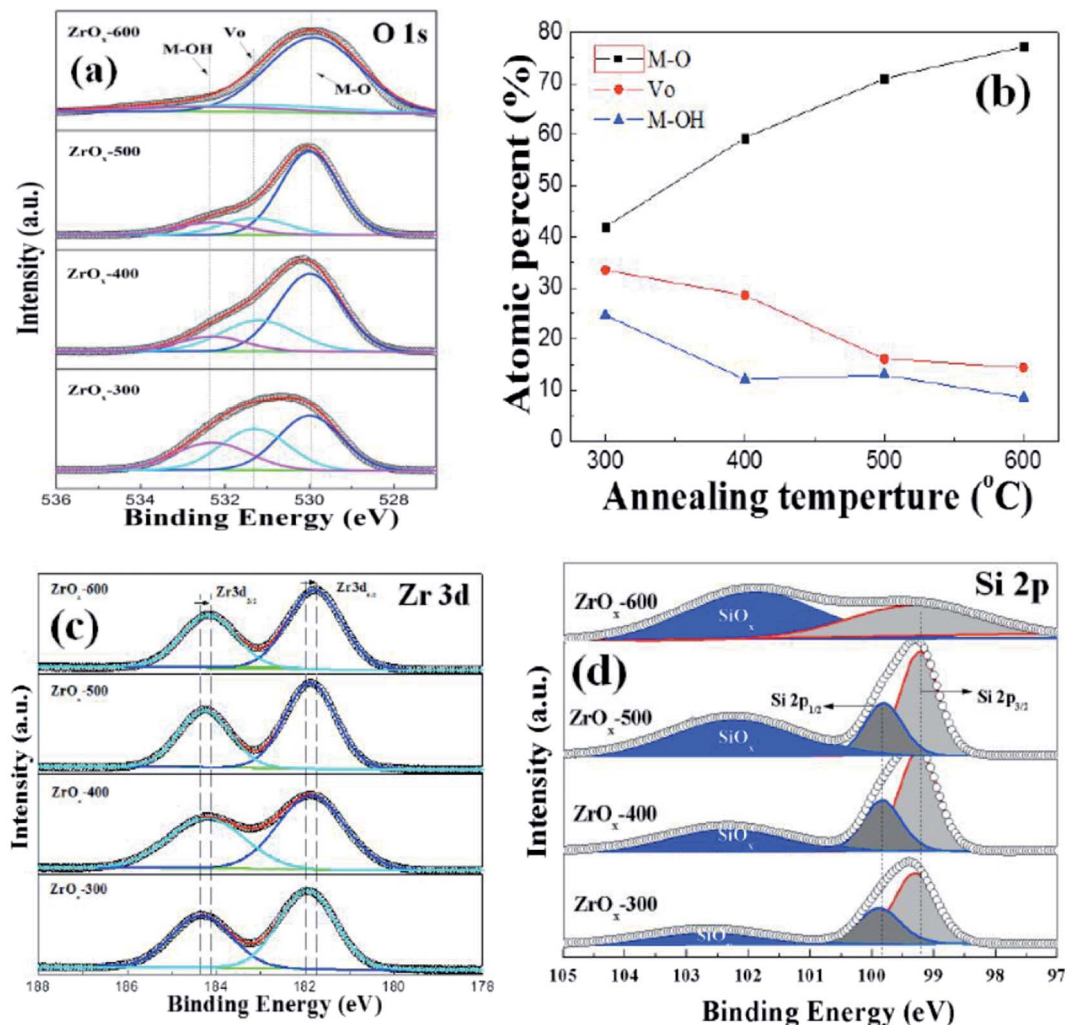 ZrOₓ-600
O 1s
(a)
M-OH
Vo
M-O
ZrOₓ-500
ZrOₓ-400
ZrOₓ-300
Intensity (a.u.)
536 534 532 530 528
Binding Energy (eV)
(b)
M-O
Vo
M-OH
Atomic percent (%)
80
70
60
50
40
30
20
10
0
300 400 500 600
Annealing temperture (°C)
(c)
Zr 3d
ZrOₓ-600
Zr3d₃/₂
ZrOₓ-500
ZrOₓ-400
ZrOₓ-300
Intensity (a.u.)
188 186 184 182 180 178
Binding Energy (eV)
(d)
Si 2p
ZrOₓ-600
SiOₓ
ZrOₓ-500
SiOₓ
Si 2p₁/₂
Si 2p₃/₂
ZrOₓ-400
SiOₓ
ZrOₓ-300
Intensity (a.u.)
105 104 103 102 101 100 99 98 97
Binding Energy (eV)